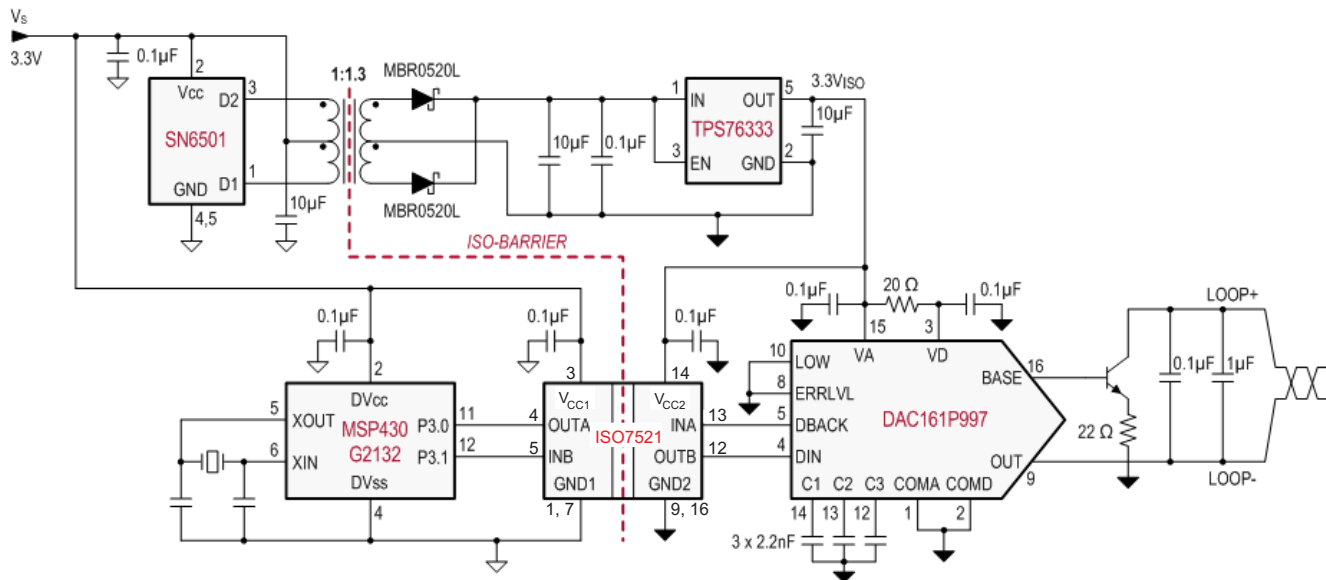 VS
3.3V
0.1µF
2
Vcc
D2
3
SN6501
D1
1
GND
4,5
10µF
1:1.3
MBR0520L
MBR0520L
10µF
0.1µF
1
IN
OUT
5
TPS76333
3
EN
GND
2
3.3VISO
10µF
ISO-BARRIER
0.1µF
2
DVcc
5
XOUT
MSP430
G2132
P3.0
11
6
XIN
P3.1
12
DVss
4
0.1µF
3
VCC1
4
OUTA
5
INB
GND1
1, 7
ISO7521
0.1µF
14
VCC2
INA
13
OUTB
12
GND2
9, 16
0.1µF
20 Ω
0.1µF
15
3
VA
VD
10
LOW
8
ERRLVL
5
DBACK
4
DIN
DAC161P997
BASE
16
OUT
9
C1
C2
C3
COMA
COMD
14
13
12
1
2
3 x 2.2nF
22 Ω
LOOP+
0.1µF
1µF
LOOP-